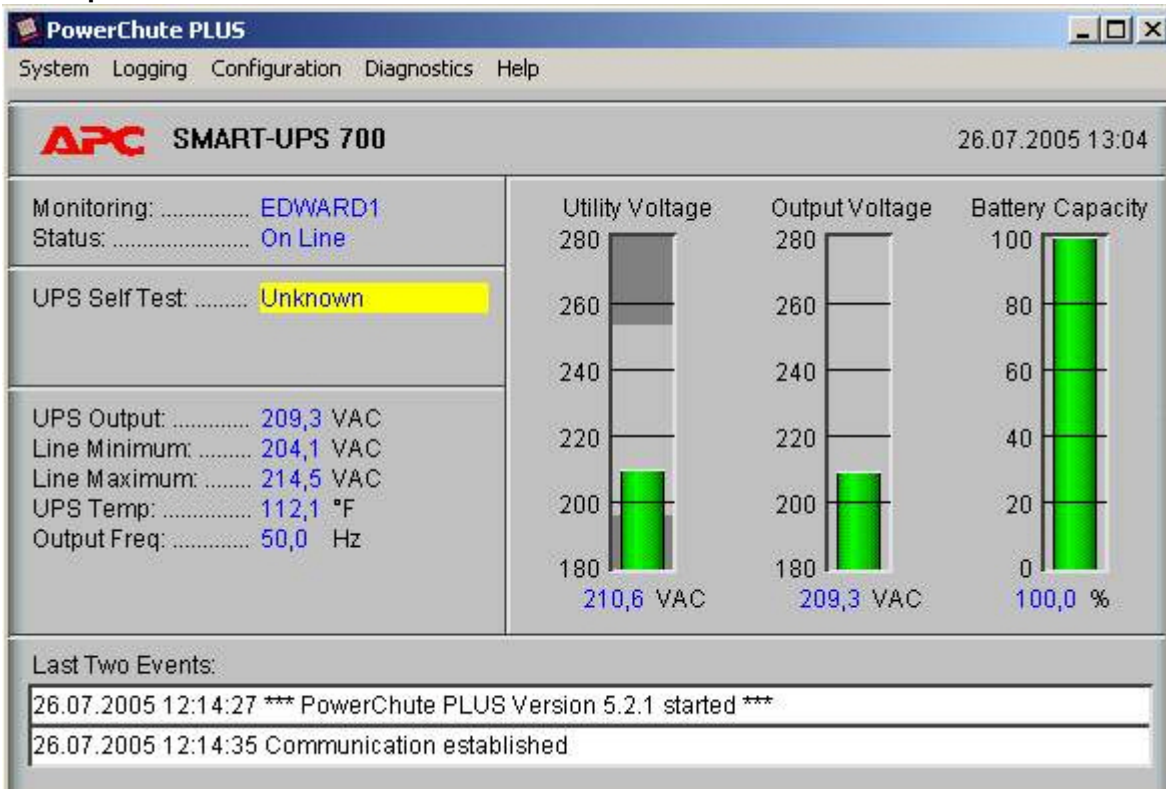 PowerChute PLUS
System Logging Configuration Diagnostics Help
APC SMART-UPS 700 26.07.2005 13:04
Monitoring: .............. EDWARD1
Status: ...................... On Line
UPS Self Test: ......... Unknown
UPS Output: ............ 209,3 VAC
Line Minimum: ......... 204,1 VAC
Line Maximum: ........ 214,5 VAC
UPS Temp: .............. 112,1 °F
Output Freq: ............ 50,0 Hz
Utility Voltage Output Voltage Battery Capacity
280 280 100
260 260 80
240 240 60
220 220 40
200 200 20
180 180 0
210,6 VAC 209,3 VAC 100,0 %
Last Two Events:
26.07.2005 12:14:27 *** PowerChute PLUS Version 5.2.1 started ***
26.07.2005 12:14:35 Communication established